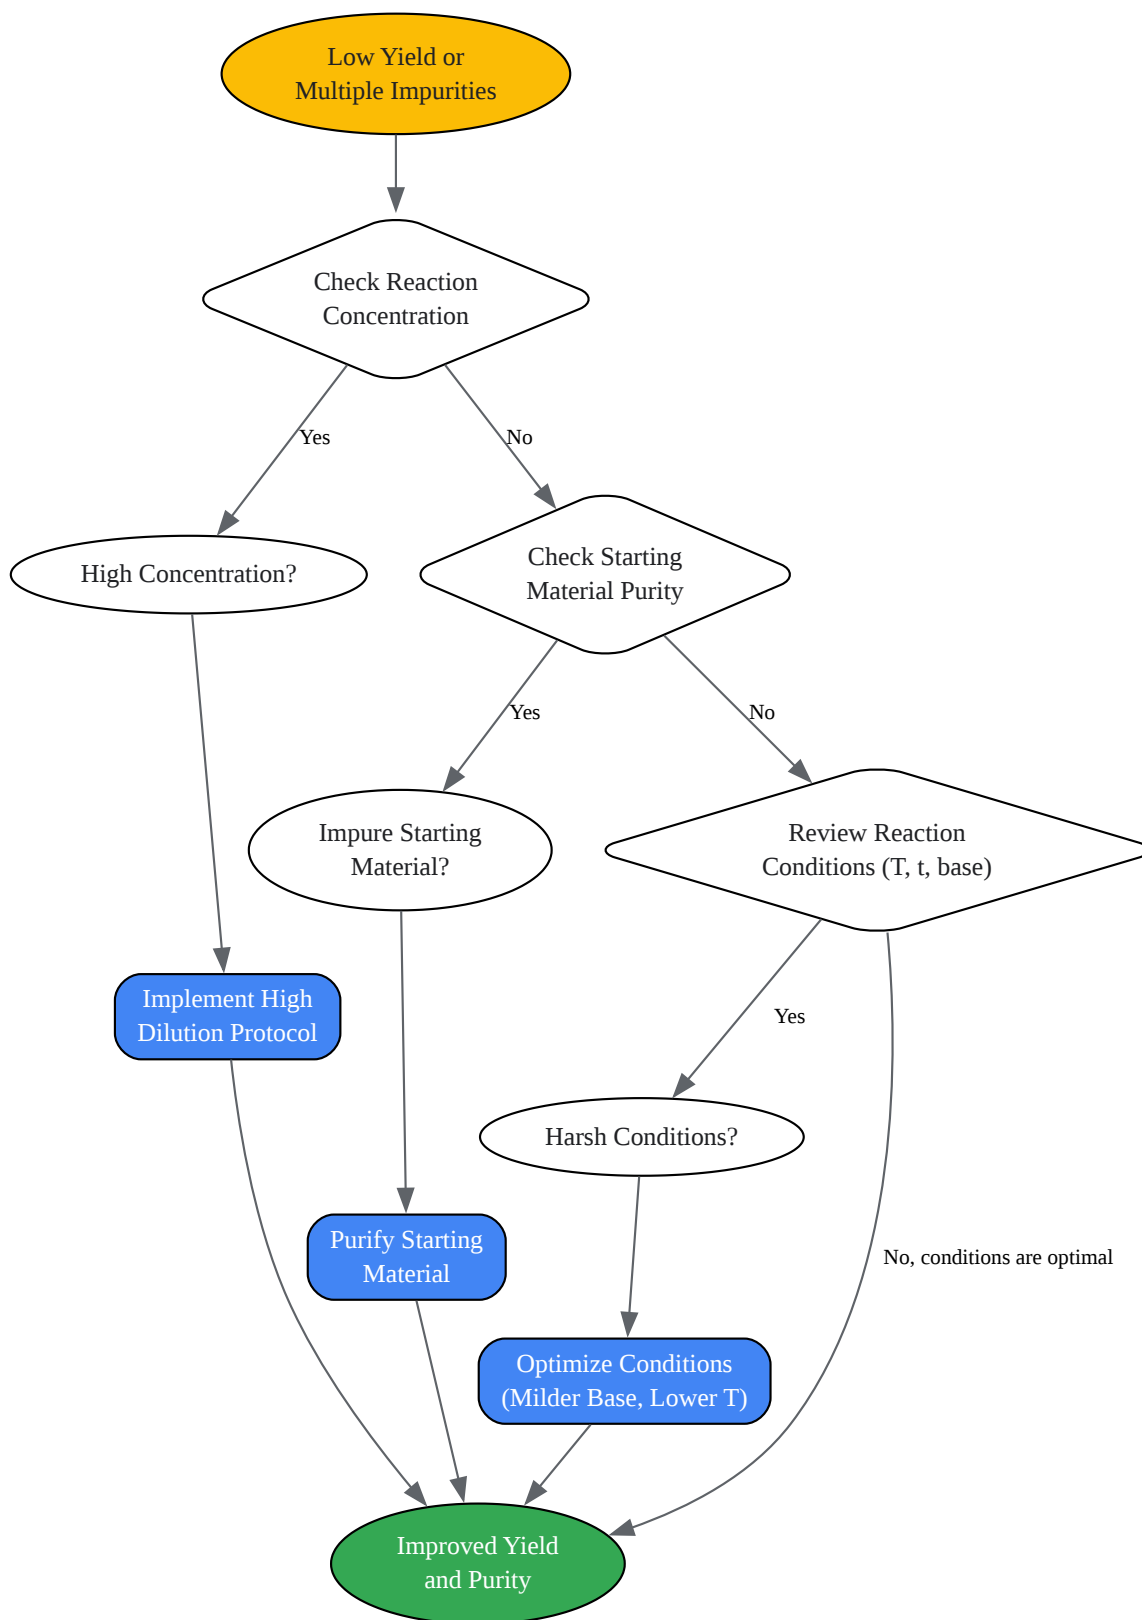 Low Yield or
Multiple Impurities
Check Reaction
Concentration
Yes
No
High Concentration?
Check Starting
Material Purity
Yes
No
Impure Starting
Material?
Review Reaction
Conditions (T, t, base)
Implement High
Dilution Protocol
Yes
Harsh Conditions?
Purify Starting
Material
No, conditions are optimal
Optimize Conditions
(Milder Base, Lower T)
Improved Yield
and Purity